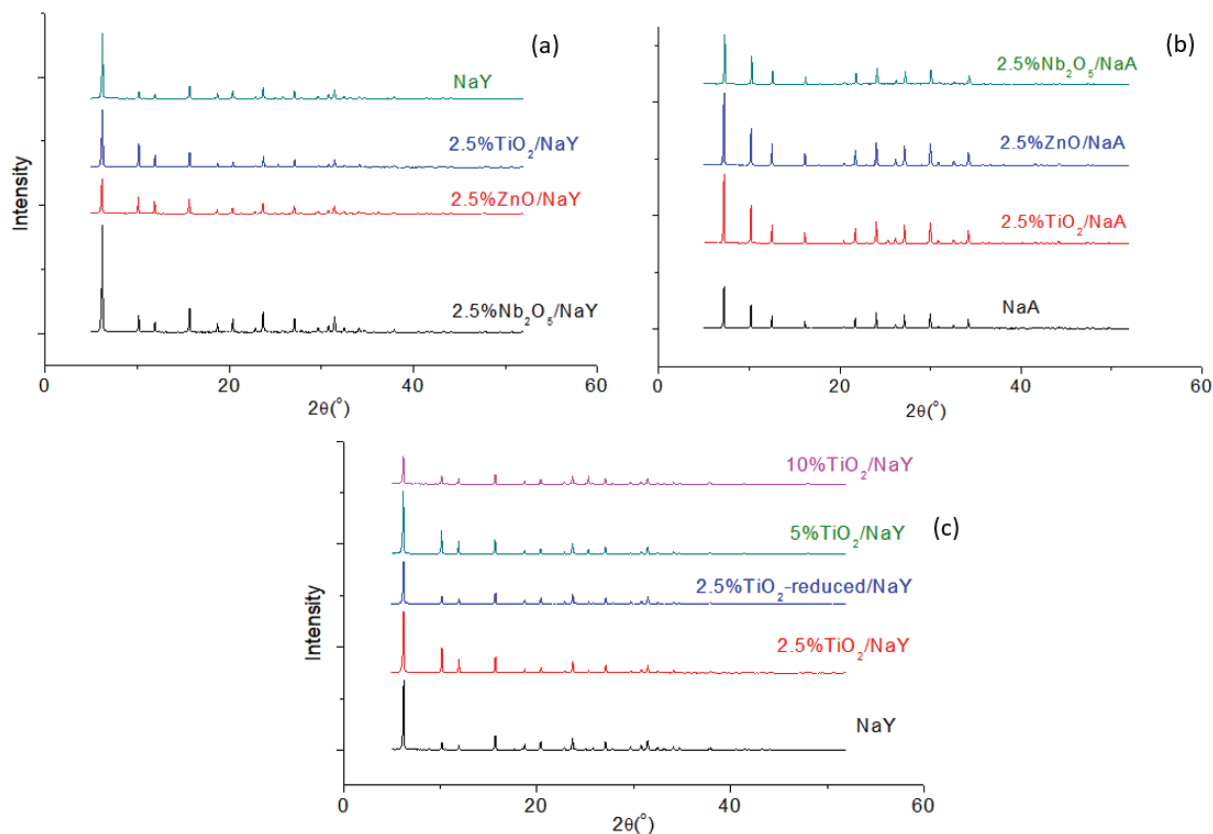 (a)
NaY
2.5%TiO₂/NaY
2.5%ZnO/NaY
2.5%Nb₂O₅/NaY
Intensity
0 20 40 60
2θ(°)
(b)
2.5%Nb₂O₅/NaA
2.5%ZnO/NaA
2.5%TiO₂/NaA
NaA
0 20 40 60
2θ(°)
(c)
10%TiO₂/NaY
5%TiO₂/NaY
2.5%TiO₂-reduced/NaY
2.5%TiO₂/NaY
NaY
Intensity
0 20 40 60
2θ(°)